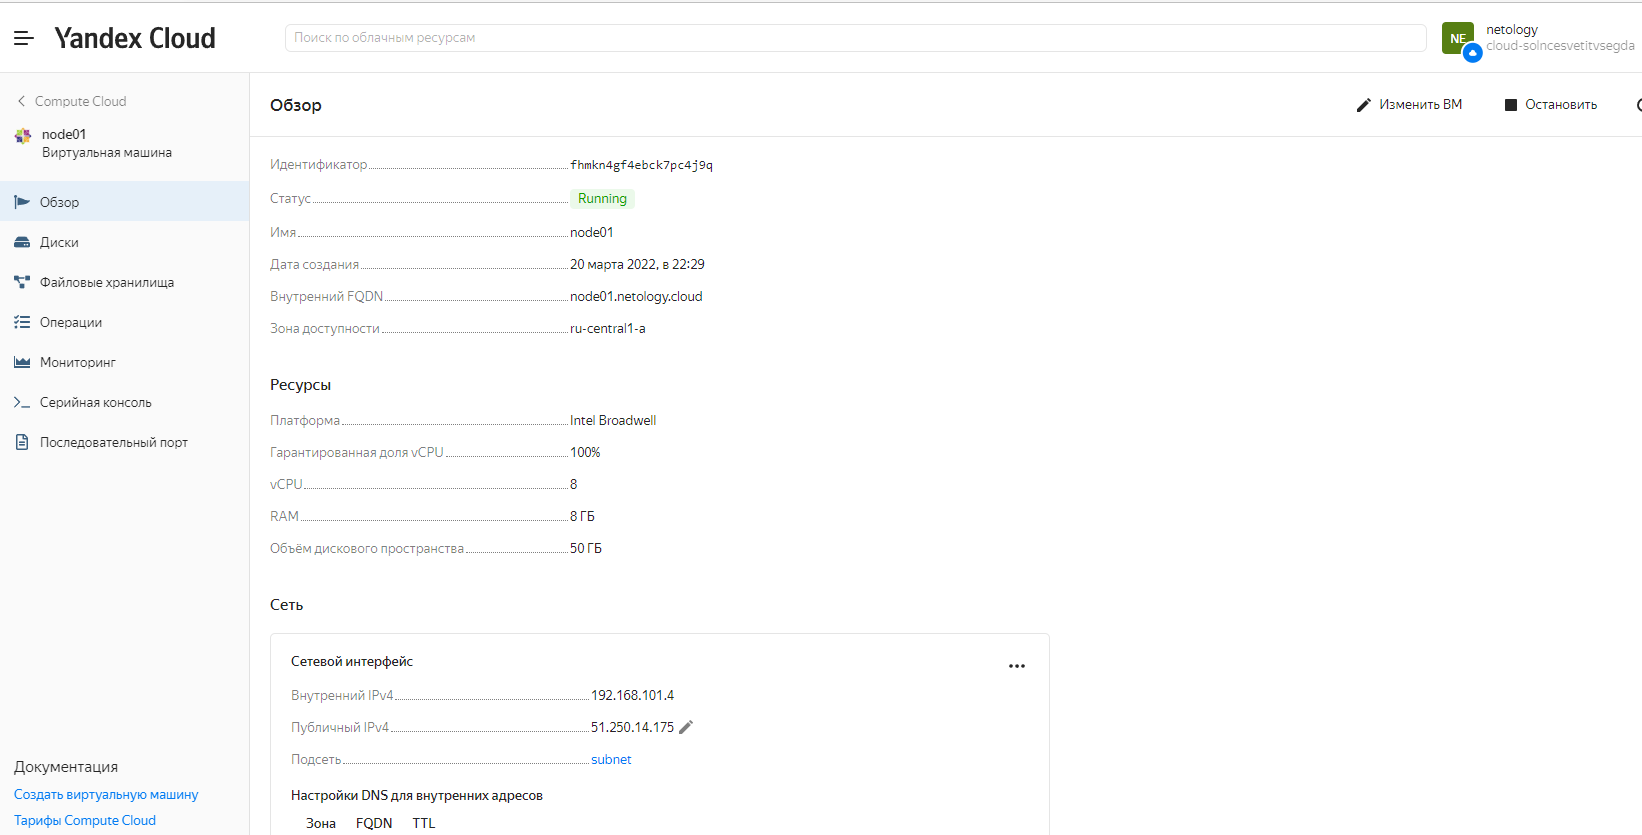 Yandex Cloud
Поиск по облачным ресурсам
NE
netology
cloud-solncesvetitvsegda
Compute Cloud
node01
Виртуальная машина
Обзор
Диски
Файловые хранилища
Операции
Мониторинг
Серийная консоль
Последовательный порт
Документация
Создать виртуальную машину
Тарифы Compute Cloud
Обзор
Изменить ВМ
Остановить
Идентификатор fhmkn4gf4ebck7pc4j9q
Статус Running
Имя node01
Дата создания 20 марта 2022, в 22:29
Внутренний FQDN node01.netology.cloud
Зона доступности ru-central1-a
Ресурсы
Платформа Intel Broadwell
Гарантированная доля vCPU 100%
vCPU 8
RAM 8 ГБ
Объём дискового пространства 50 ГБ
Сеть
Сетевой интерфейс
Внутренний IPv4 192.168.101.4
Публичный IPv4 51.250.14.175
Подсеть subnet
Настройки DNS для внутренних адресов
Зона FQDN TTL